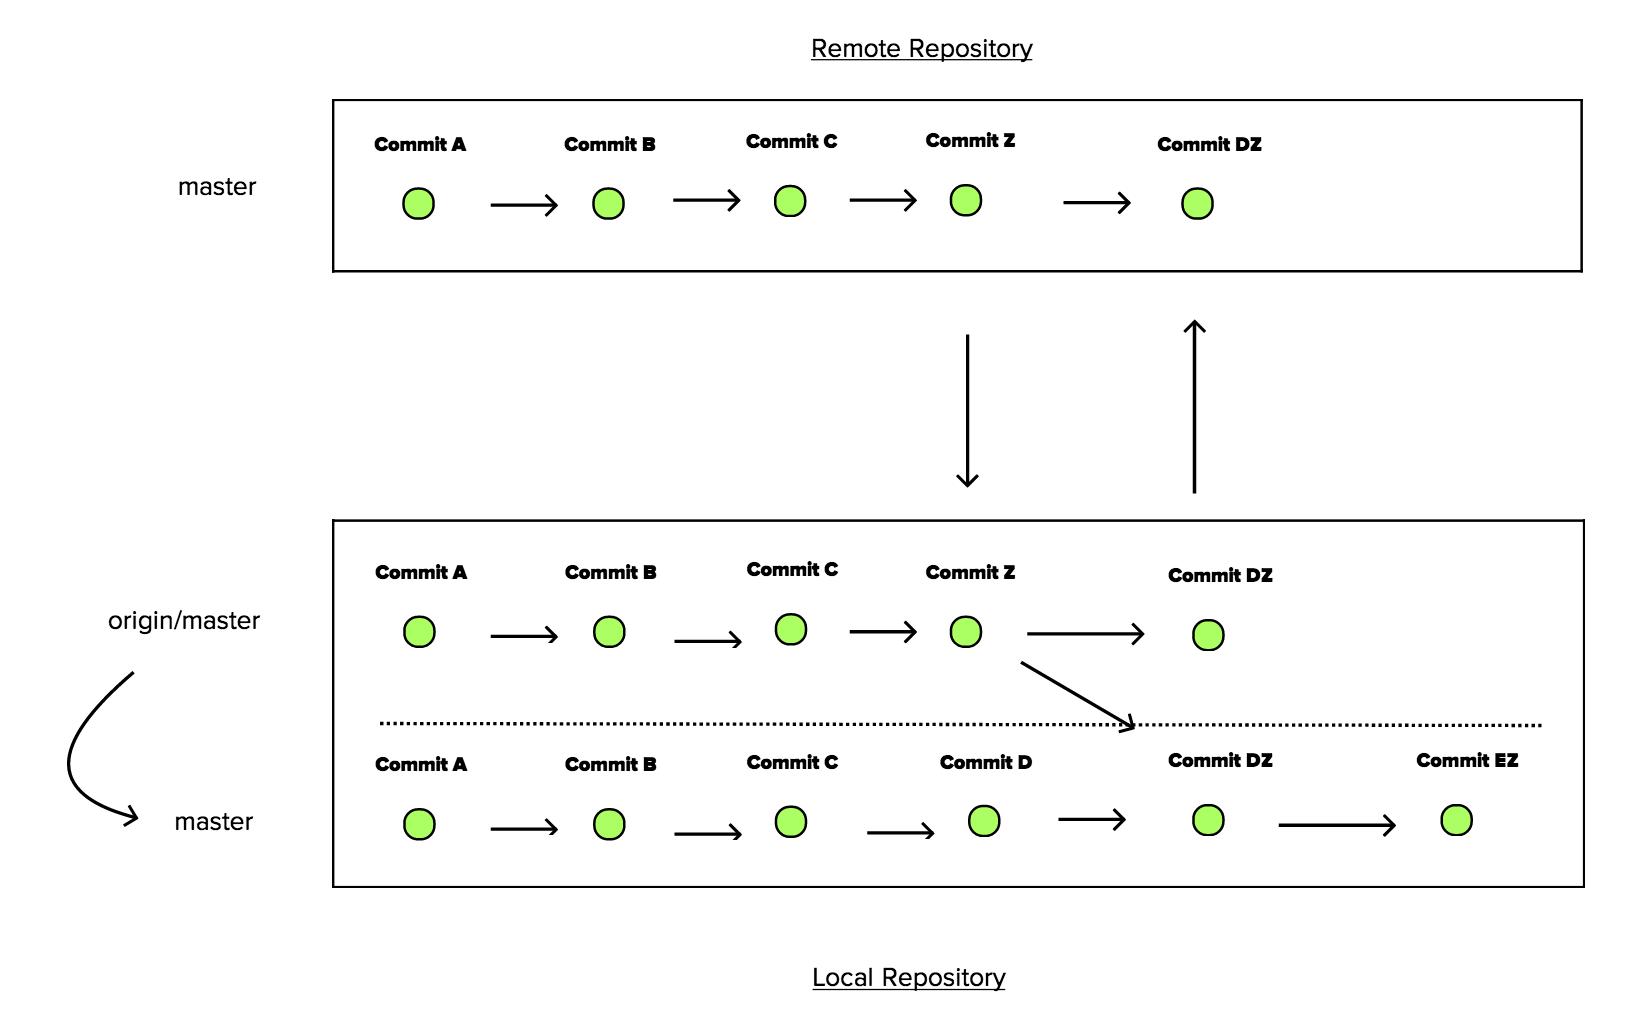 Remote Repository
Commit A Commit B Commit C Commit Z Commit DZ
master
Commit A Commit B Commit C Commit Z Commit DZ
origin/master
Commit A Commit B Commit C Commit D Commit DZ Commit EZ
master
Local Repository